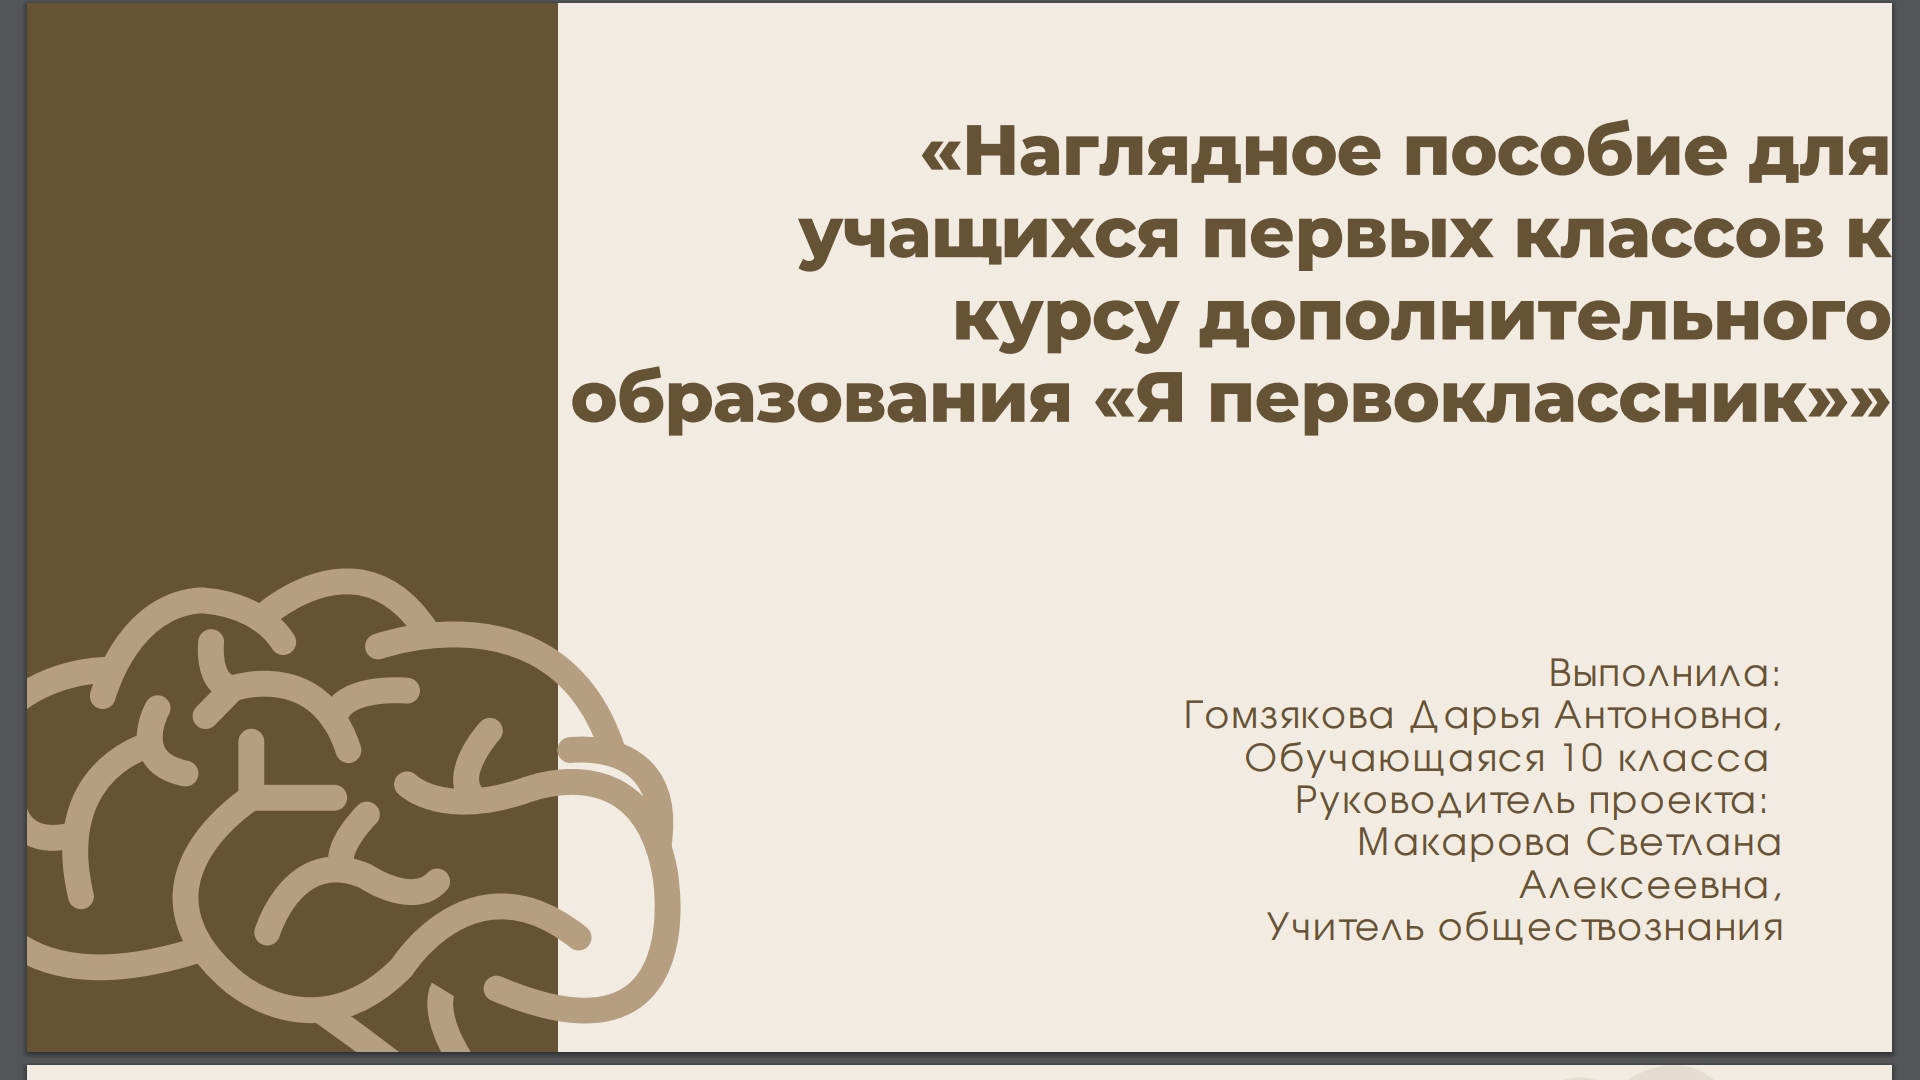 «Наглядное пособие для
учащихся первых классов к
курсу дополнительного
образования «Я первоклассник»»
Выполнила:
Гомзякова Дарья Антоновна,
Обучающаяся 10 класса
Руководитель проекта:
Макарова Светлана
Алексеевна,
Учитель обществознания